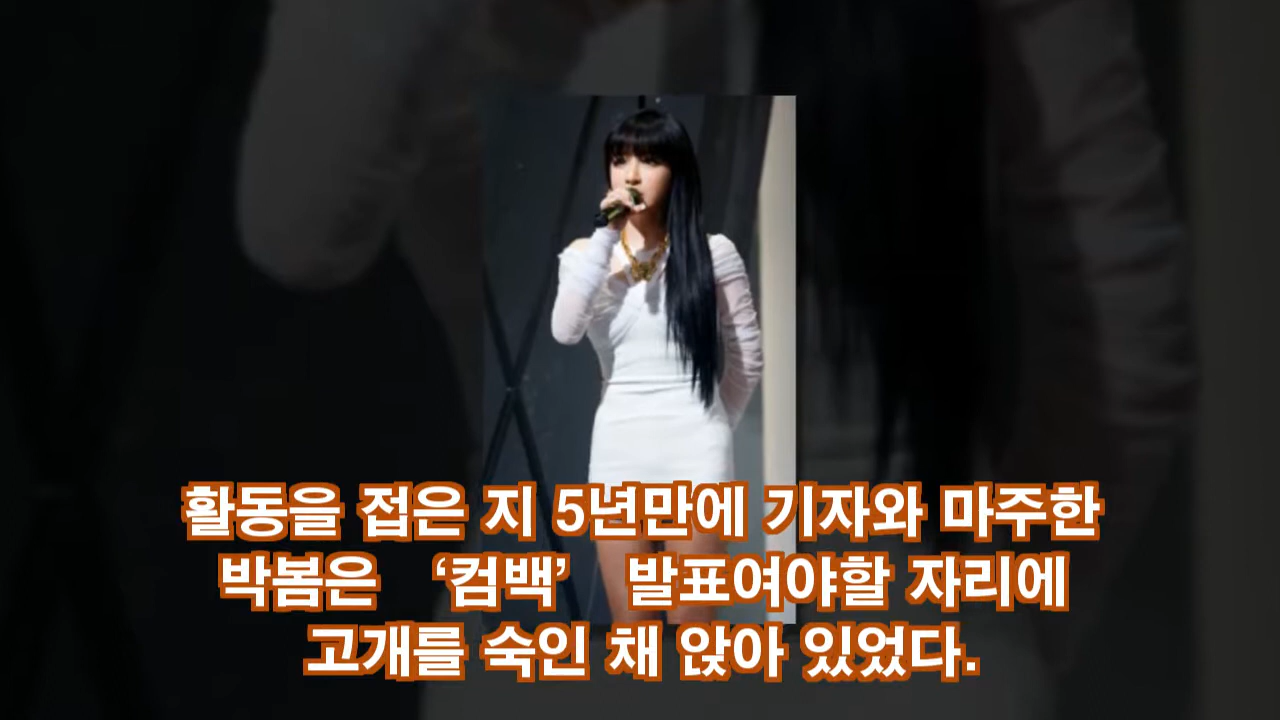 활동을 접은 지 5년만에 기자와 마주한
박봄은 ‘컴백’ 발표여야할 자리에
고개를 숙인 채 앉아 있었다.